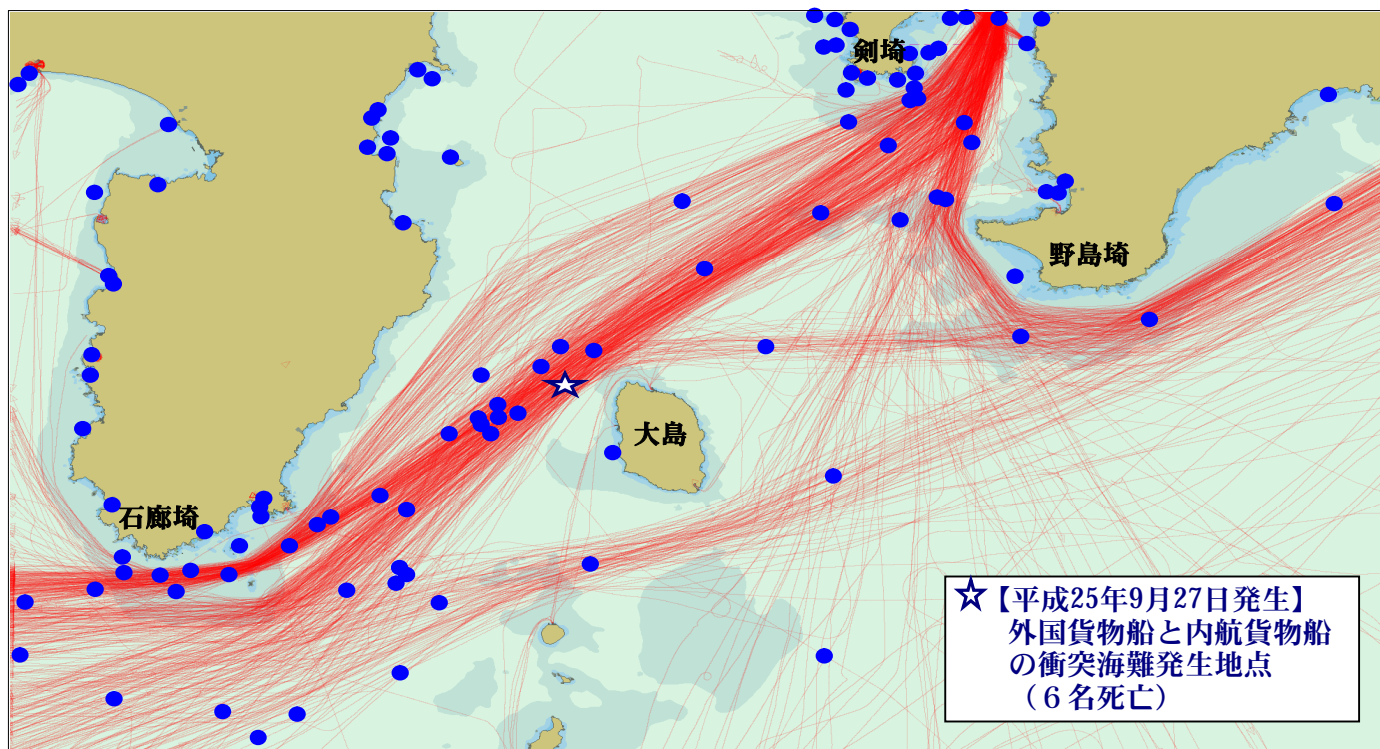 剣埼
野島埼
大島
石廊埼
☆【平成25年9月27日発生】
外国貨物船と内航貨物船
の衝突海難発生地点
(6名死亡)